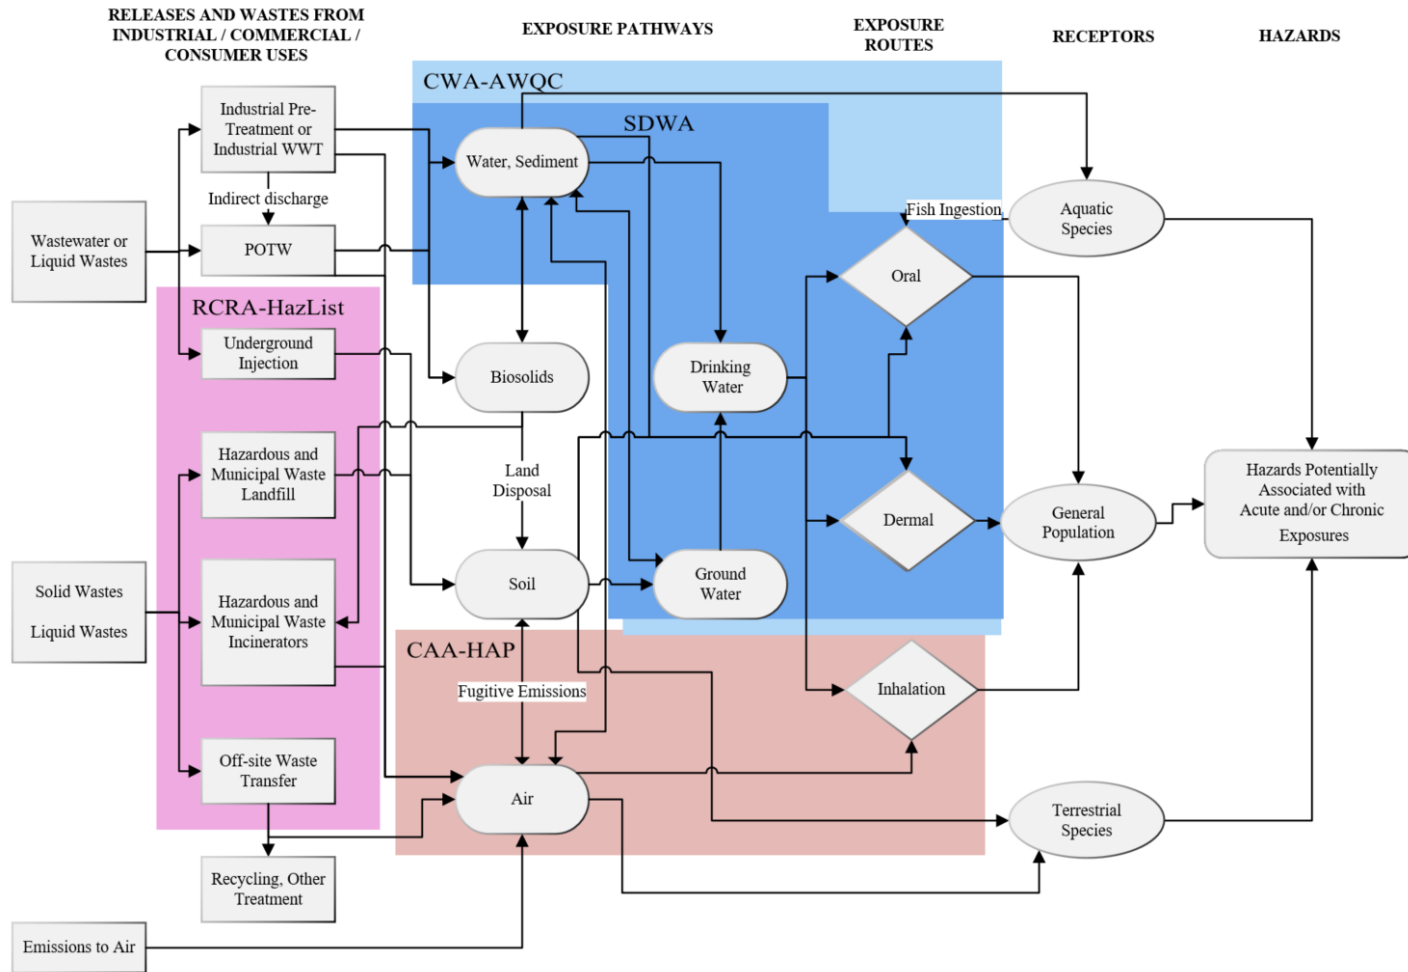 RELEASES AND WASTES FROM
INDUSTRIAL / COMMERCIAL /
CONSUMER USES
EXPOSURE PATHWAYS
EXPOSURE
ROUTES
RECEPTORS
HAZARDS
CWA-AWQC
SDWA
Industrial Pre-
Treatment or
Industrial WWT
Water, Sediment
Indirect discharge
Wastewater or
Liquid Wastes
POTW
Fish Ingestion
Aquatic
Species
Oral
RCRA-HazList
Underground
Injection
Biosolids
Drinking
Water
Hazardous and
Municipal Waste
Landfill
Land
Disposal
Dermal
General
Population
Hazards Potentially
Associated with
Acute and/or Chronic
Exposures
Solid Wastes
Liquid Wastes
Hazardous and
Municipal Waste
Incinerators
Soil
Ground
Water
CAA-HAP
Fugitive Emissions
Inhalation
Off-site Waste
Transfer
Air
Terrestrial
Species
Recycling, Other
Treatment
Emissions to Air